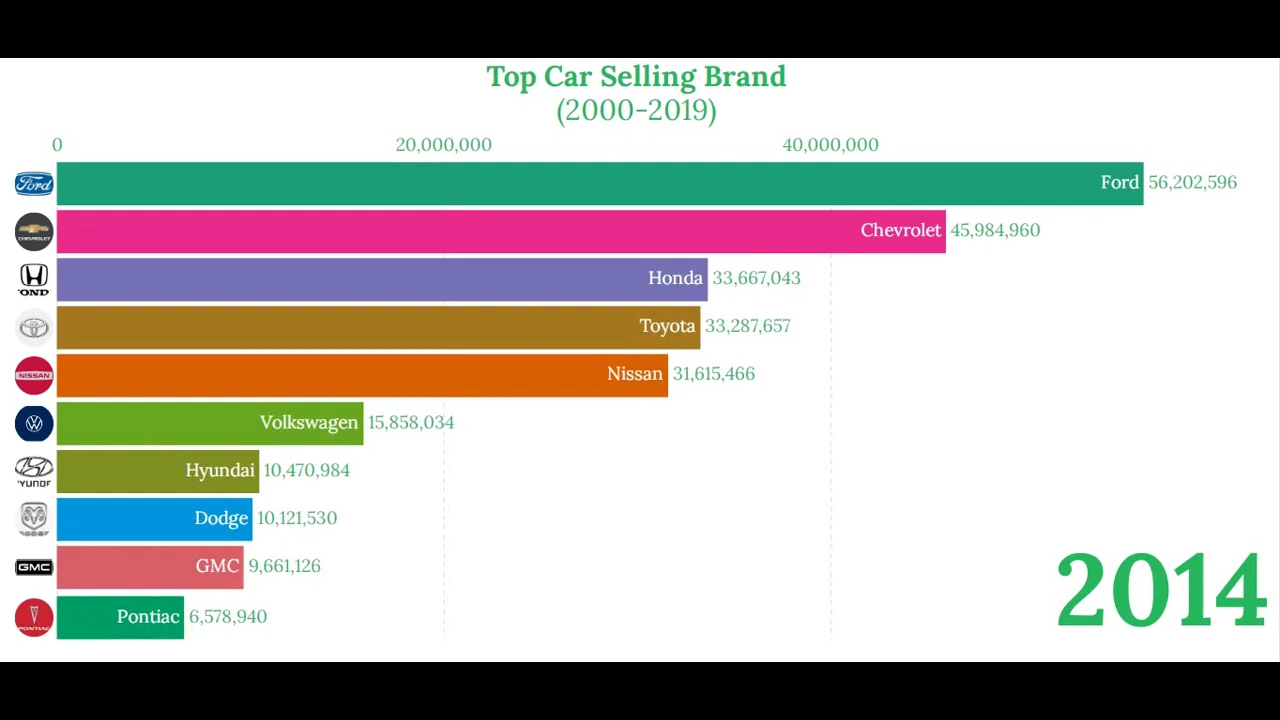 Top Car Selling Brand
(2000-2019)
0 20,000,000 40,000,000
Ford Ford 56,202,596
CHEVROLET Chevrolet 45,984,960
Honda 33,667,043
Toyota 33,287,657
NISSAN Nissan 31,615,466
Volkswagen 15,858,034
Hyundai 10,470,984
Dodge 10,121,530
GMC GMC 9,661,126
PONTIAC Pontiac 6,578,940
2014